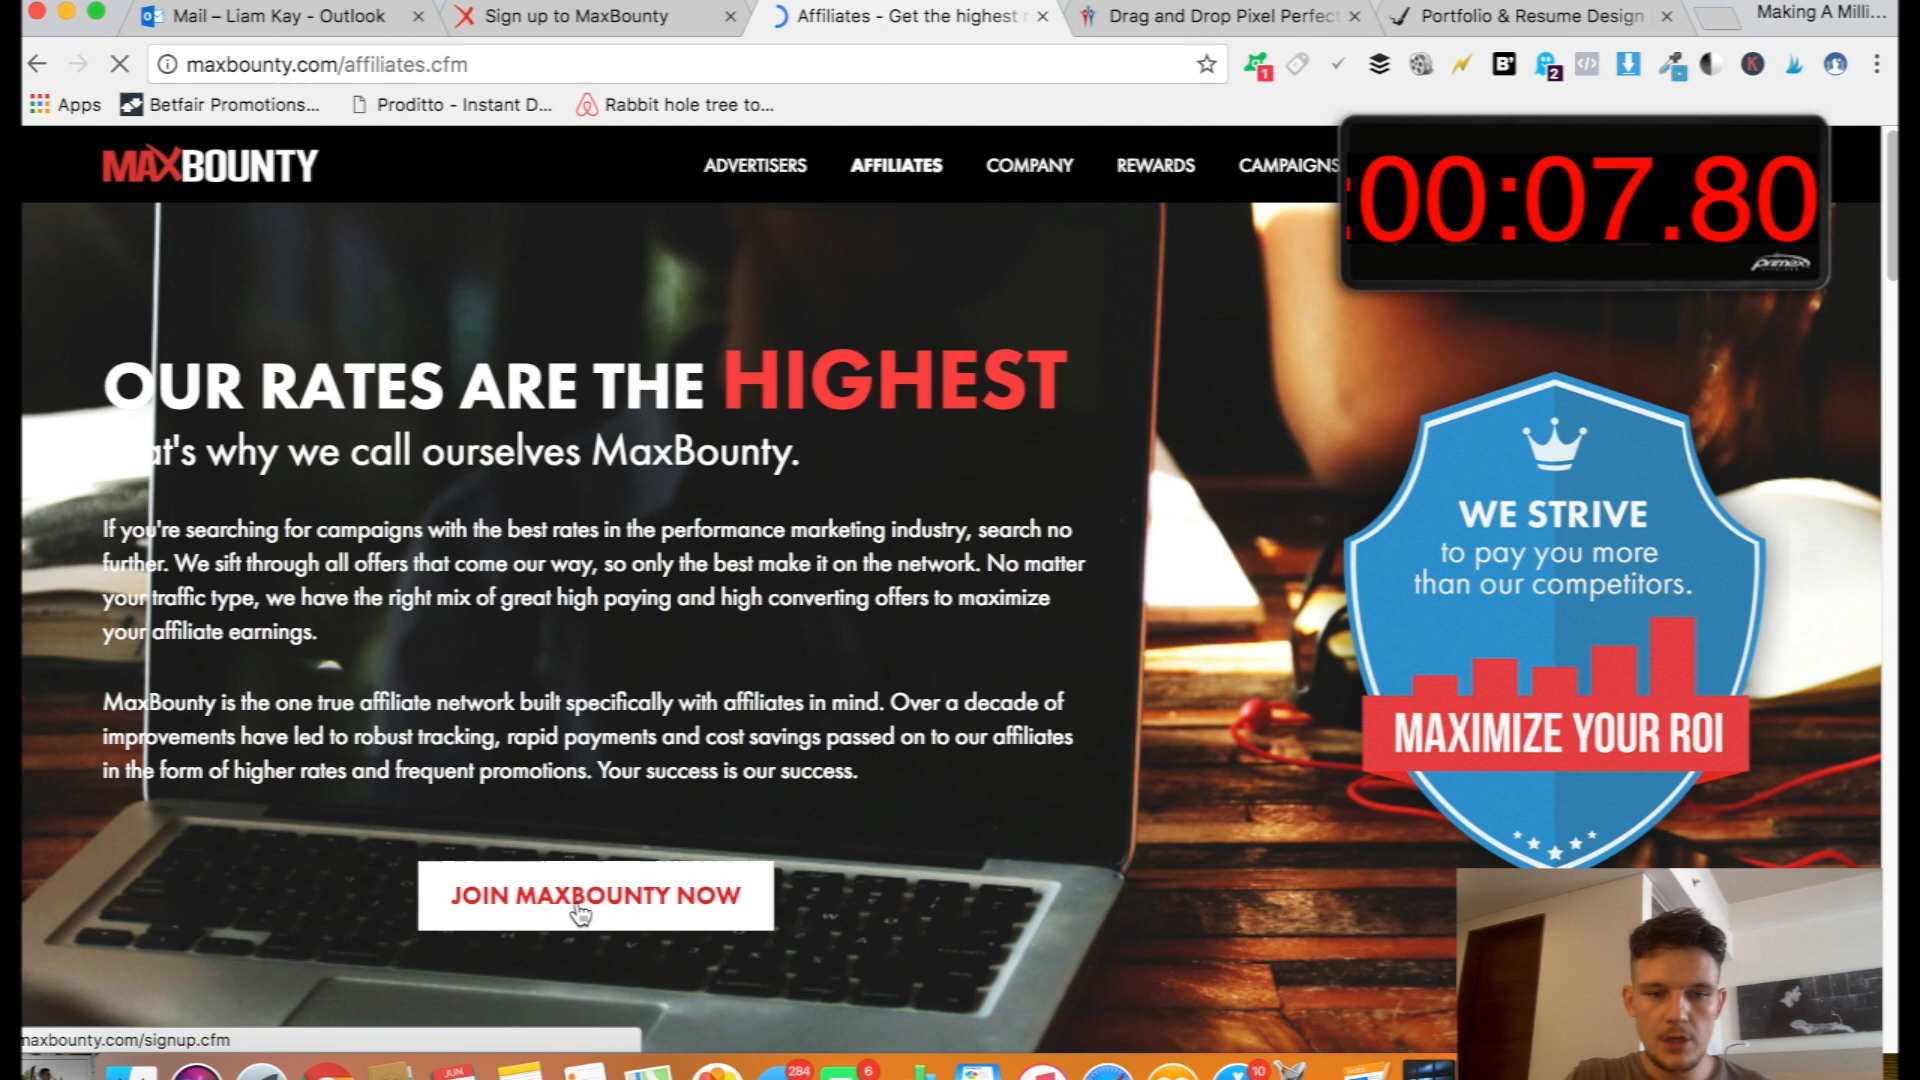 Mail – Liam Kay - Outlook
Sign up to MaxBounty
Affiliates - Get the highest
Drag and Drop Pixel Perfect
Portfolio & Resume Design
Making A Milli...
maxbounty.com/affiliates.cfm
1
B
2
K
Apps
Betfair Promotions...
Proditto - Instant D...
Rabbit hole tree to...
MAXBOUNTY
ADVERTISERS
AFFILIATES
COMPANY
REWARDS
CAMPAIGNS
:00:07.80
primex
OUR RATES ARE THE HIGHEST
at's why we call ourselves MaxBounty.
If you're searching for campaigns with the best rates in the performance marketing industry, search no
further. We sift through all offers that come our way, so only the best make it on the network. No matter
your traffic type, we have the right mix of great high paying and high converting offers to maximize
your affiliate earnings.
MaxBounty is the one true affiliate network built specifically with affiliates in mind. Over a decade of
improvements have led to robust tracking, rapid payments and cost savings passed on to our affiliates
in the form of higher rates and frequent promotions. Your success is our success.
JOIN MAXBOUNTY NOW
WE STRIVE
to pay you more
than our competitors.
MAXIMIZE YOUR ROI
maxbounty.com/signup.cfm
JUN
284
6
10
PAGES